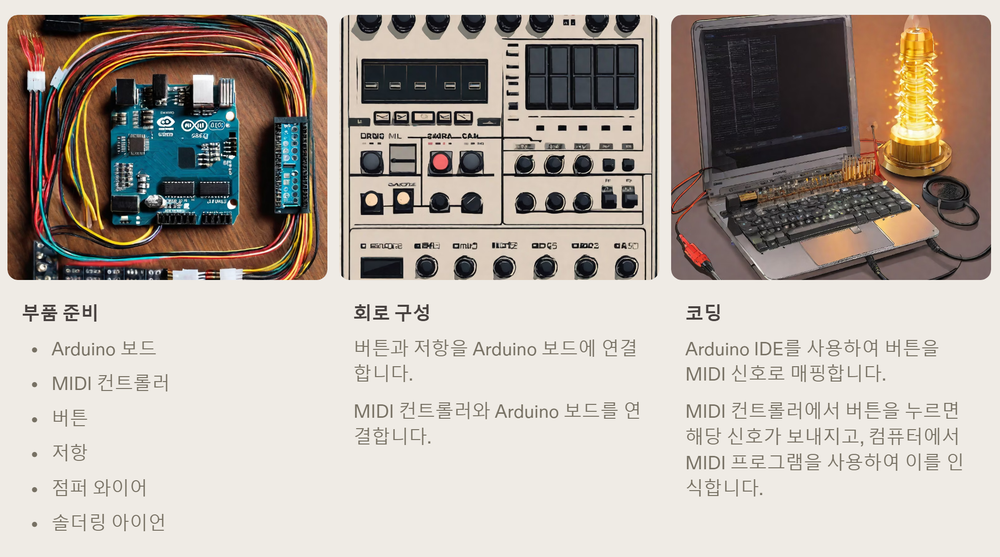 부품 준비
• Arduino 보드
• MIDI 컨트롤러
• 버튼
• 저항
• 점퍼 와이어
• 솔더링 아이언
회로 구성
버튼과 저항을 Arduino 보드에 연결
합니다.
MIDI 컨트롤러와 Arduino 보드를 연
결합니다.
코딩
Arduino IDE를 사용하여 버튼을
MIDI 신호로 매핑합니다.
MIDI 컨트롤러에서 버튼을 누르면
해당 신호가 보내지고, 컴퓨터에서
MIDI 프로그램을 사용하여 이를 인
식합니다.